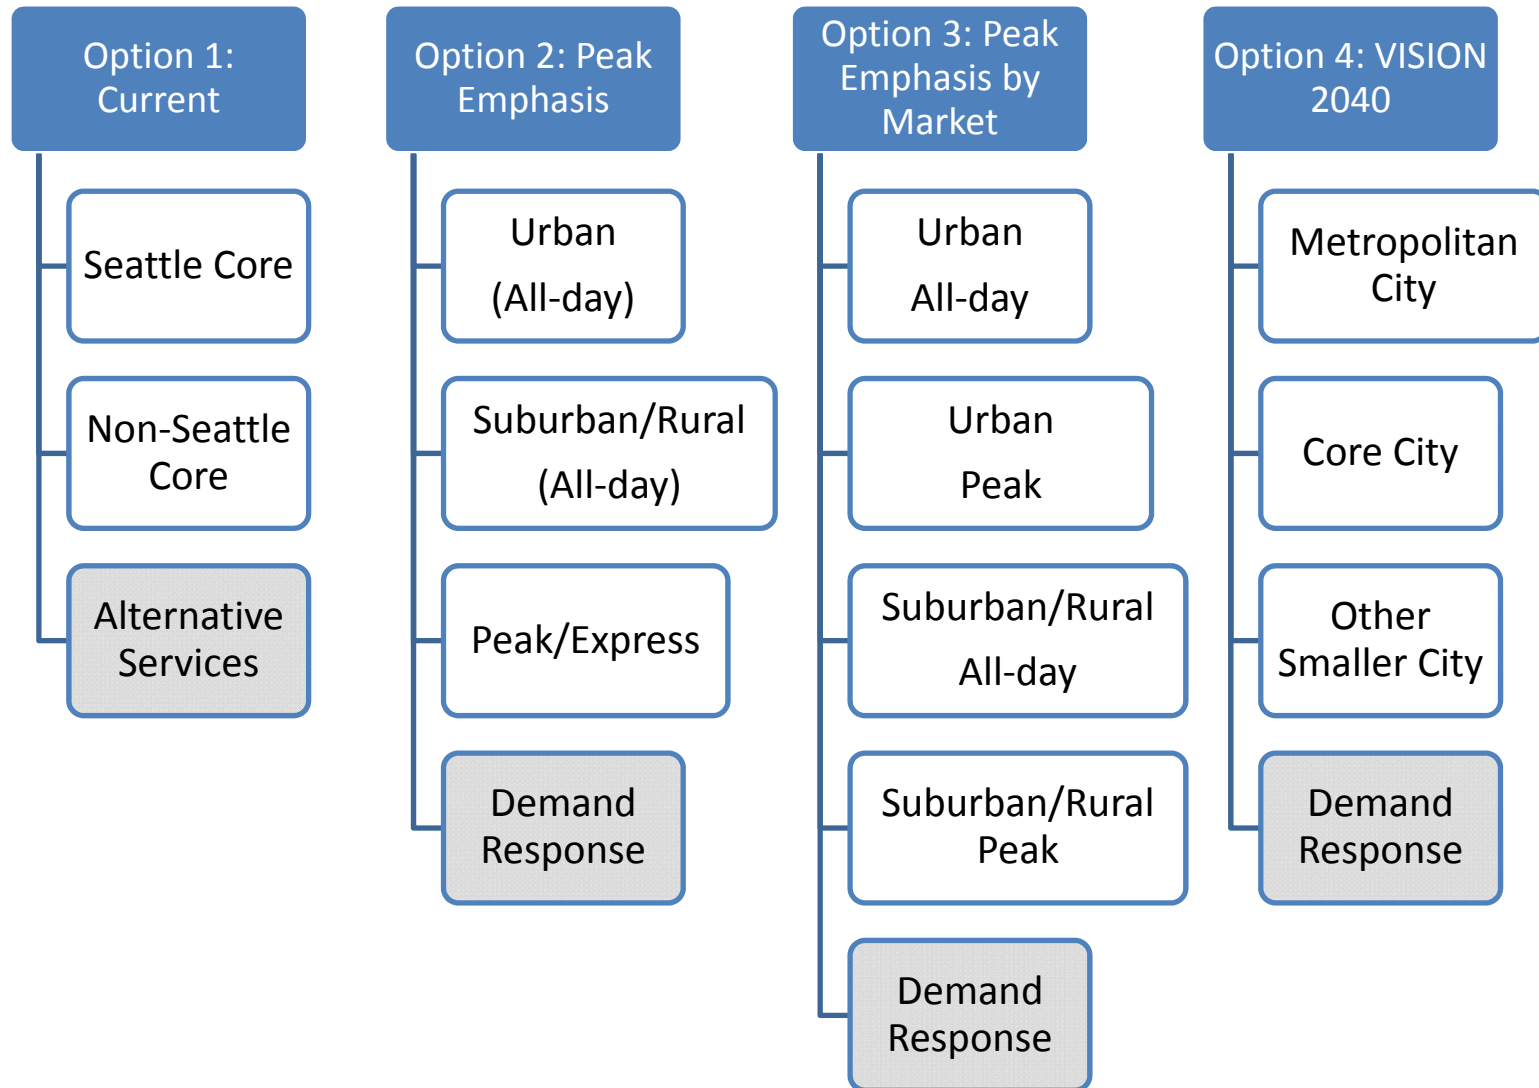 Option 1:
Current
Seattle Core
Non-Seattle
Core
Alternative
Services
Option 2: Peak
Emphasis
Urban
(All-day)
Suburban/Rural
(All-day)
Peak/Express
Demand
Response
Option 3: Peak
Emphasis by
Market
Urban
All-day
Urban
Peak
Suburban/Rural
All-day
Suburban/Rural
Peak
Demand
Response
Option 4: VISION
2040
Metropolitan
City
Core City
Other
Smaller City
Demand
Response